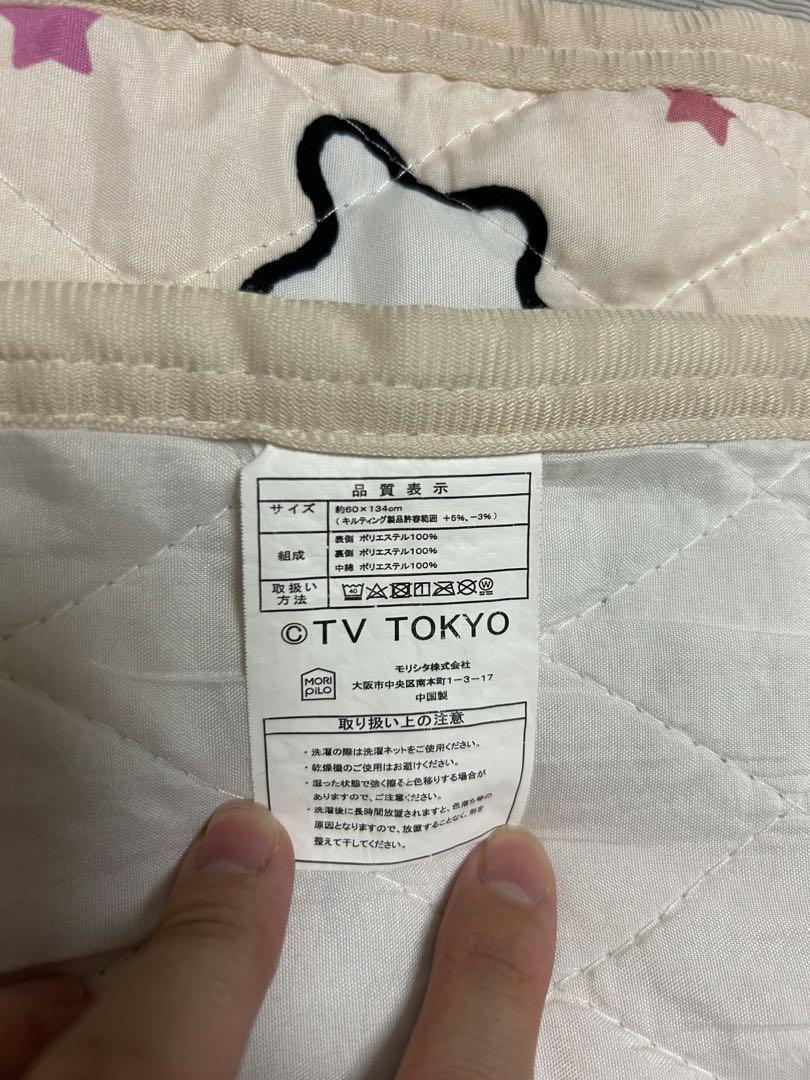 品質表示
サイズ 約60×134cm
(キルティング製品許容範囲 +5%、-3%)
組成 表側 ポリエステル100%
裏側 ポリエステル100%
中綿 ポリエステル100%
取扱い方法 40 W
©TV TOKYO
MORI PiLO
モリシタ株式会社
大阪市中央区南本町1-3-17
中国製
取り扱い上の注意
・洗濯の際は洗濯ネットをご使用ください。
・乾燥機のご使用はお避けください。
・湿った状態で強く擦ると色移りする場合が
ありますので、ご注意ください。
・洗濯後に長時間放置されますと、色落ち等の
原因となりますので、放置することなく、形を
整えて干してください。